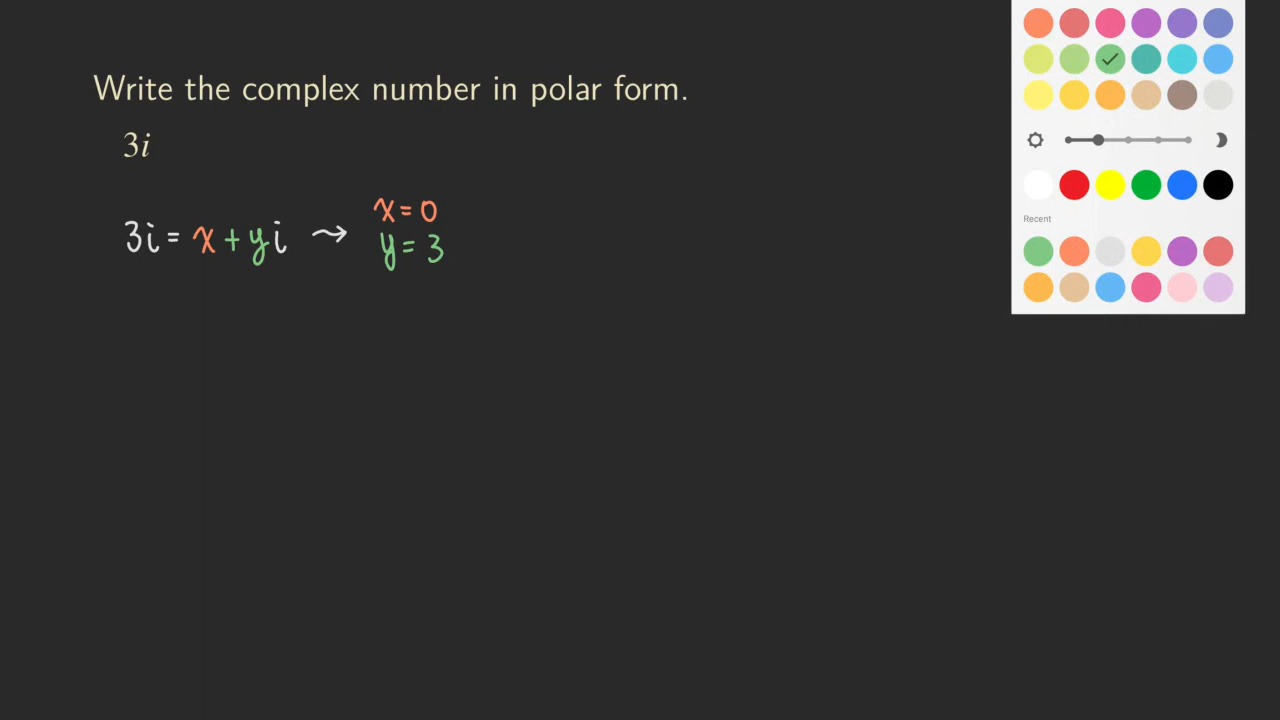 Write the complex number in polar form.
3i
3i = x + yi → x = 0
y = 3
Recent